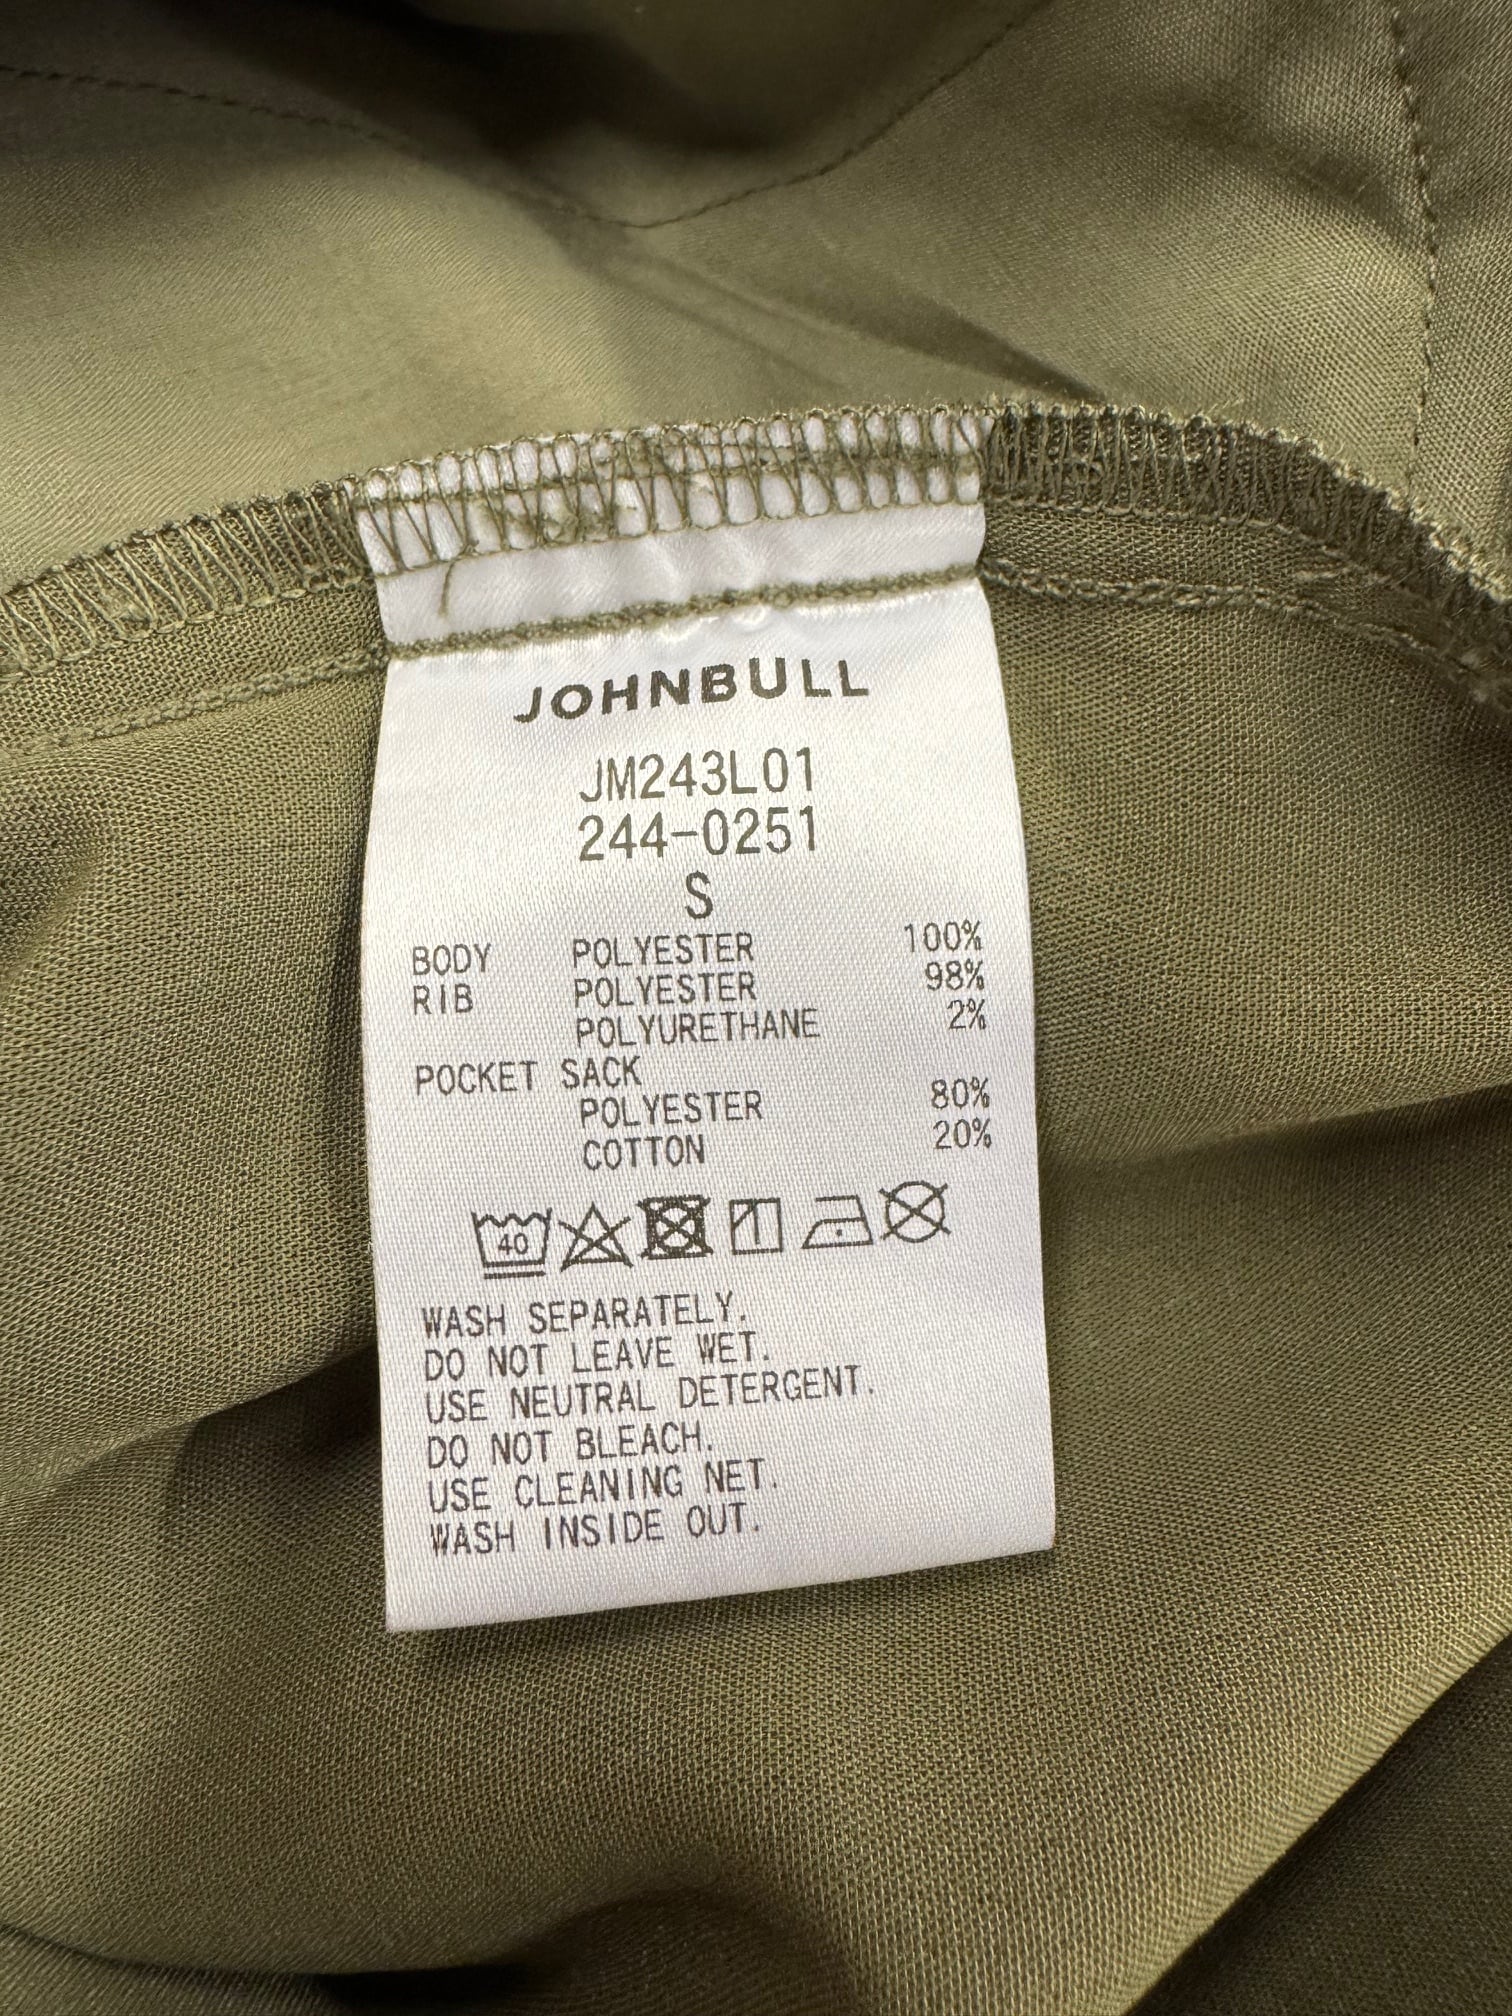 JOHNBULL
JM243L01
244-0251
S
BODY POLYESTER 100%
RIB POLYESTER 98%
POLYURETHANE 2%
POCKET SACK
POLYESTER 80%
COTTON 20%
40
WASH SEPARATELY.
DO NOT LEAVE WET.
USE NEUTRAL DETERGENT.
DO NOT BLEACH.
USE CLEANING NET.
WASH INSIDE OUT.